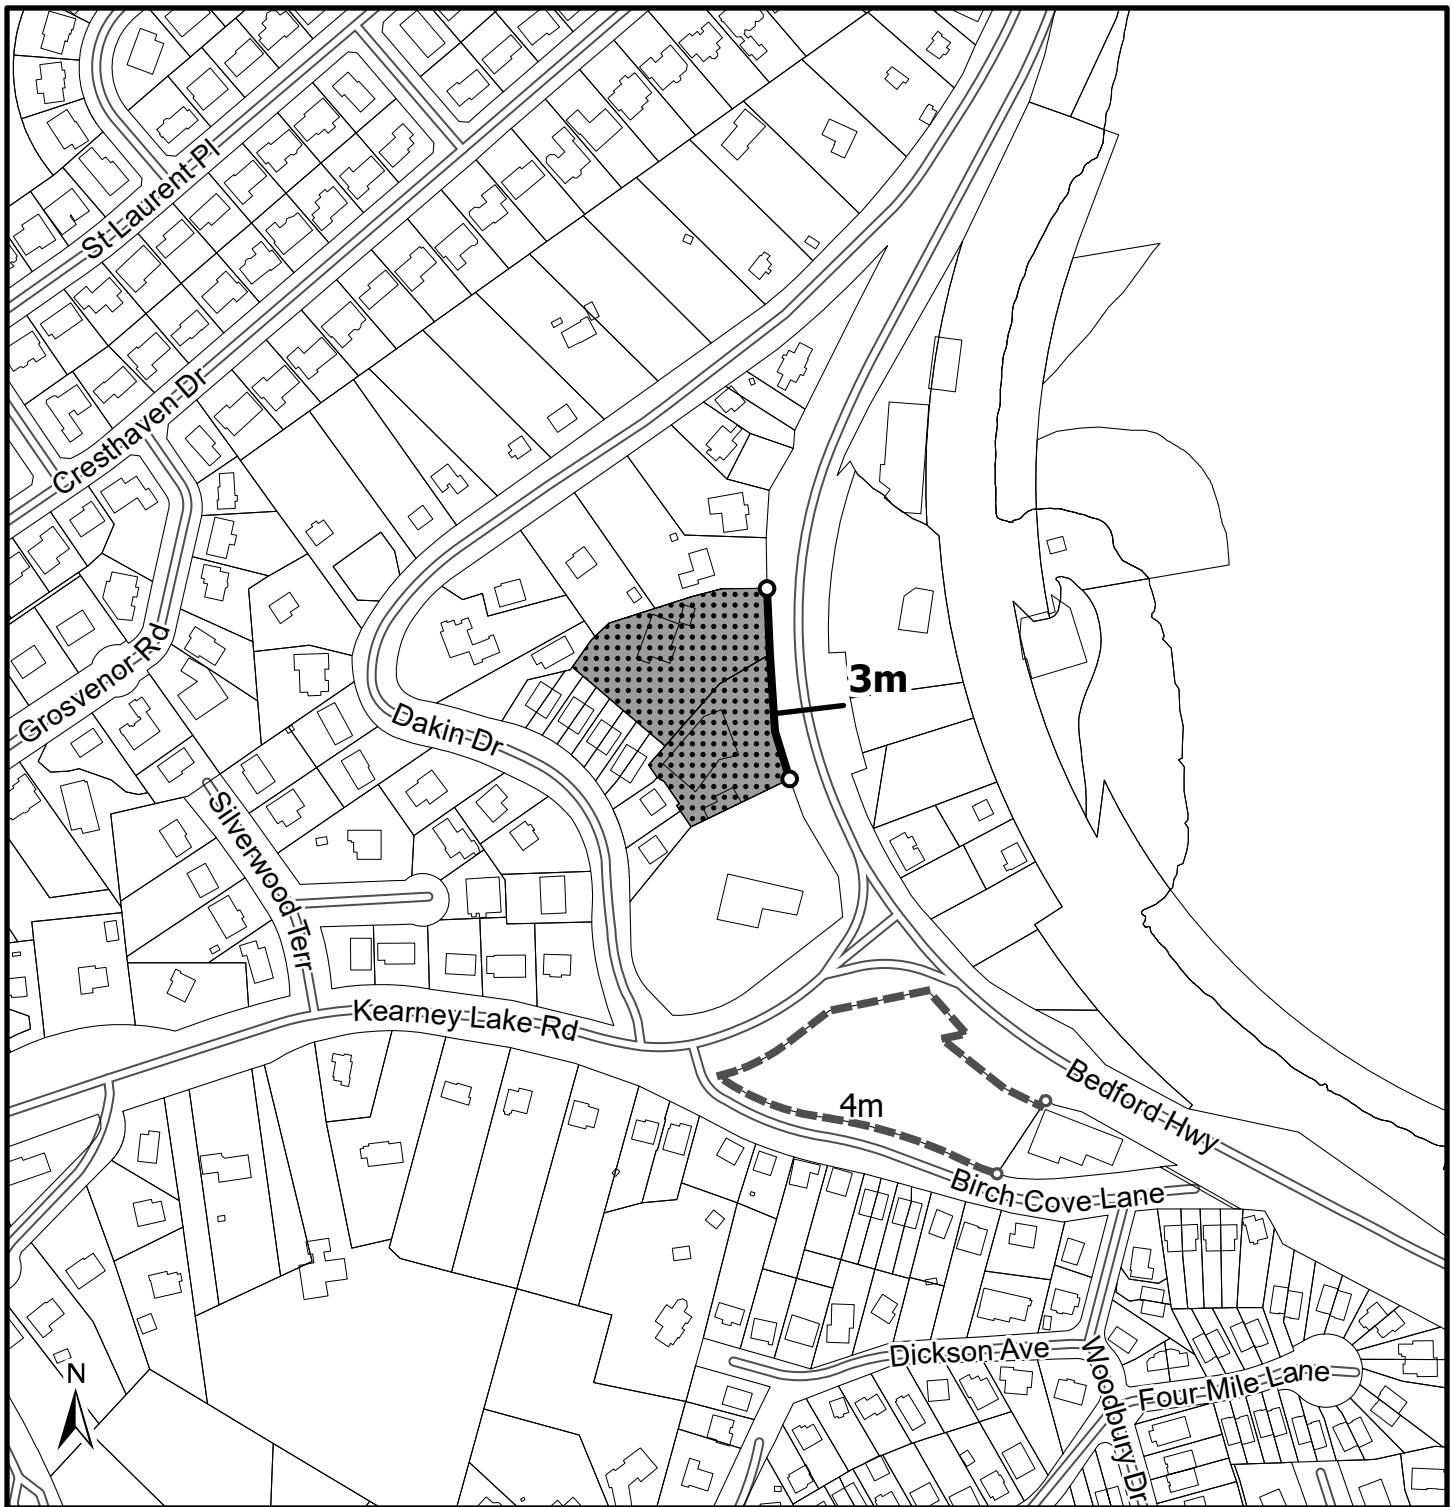 St Laurent Pl
Cresthaven Dr
Grosvenor Rd
3m
Dakin Dr
Silverwood Terr
Kearney Lake Rd
Bedford Hwy
4m
Birch Cove Lane
Dickson Ave
Woodbury Dr
Four Mile Lane
N